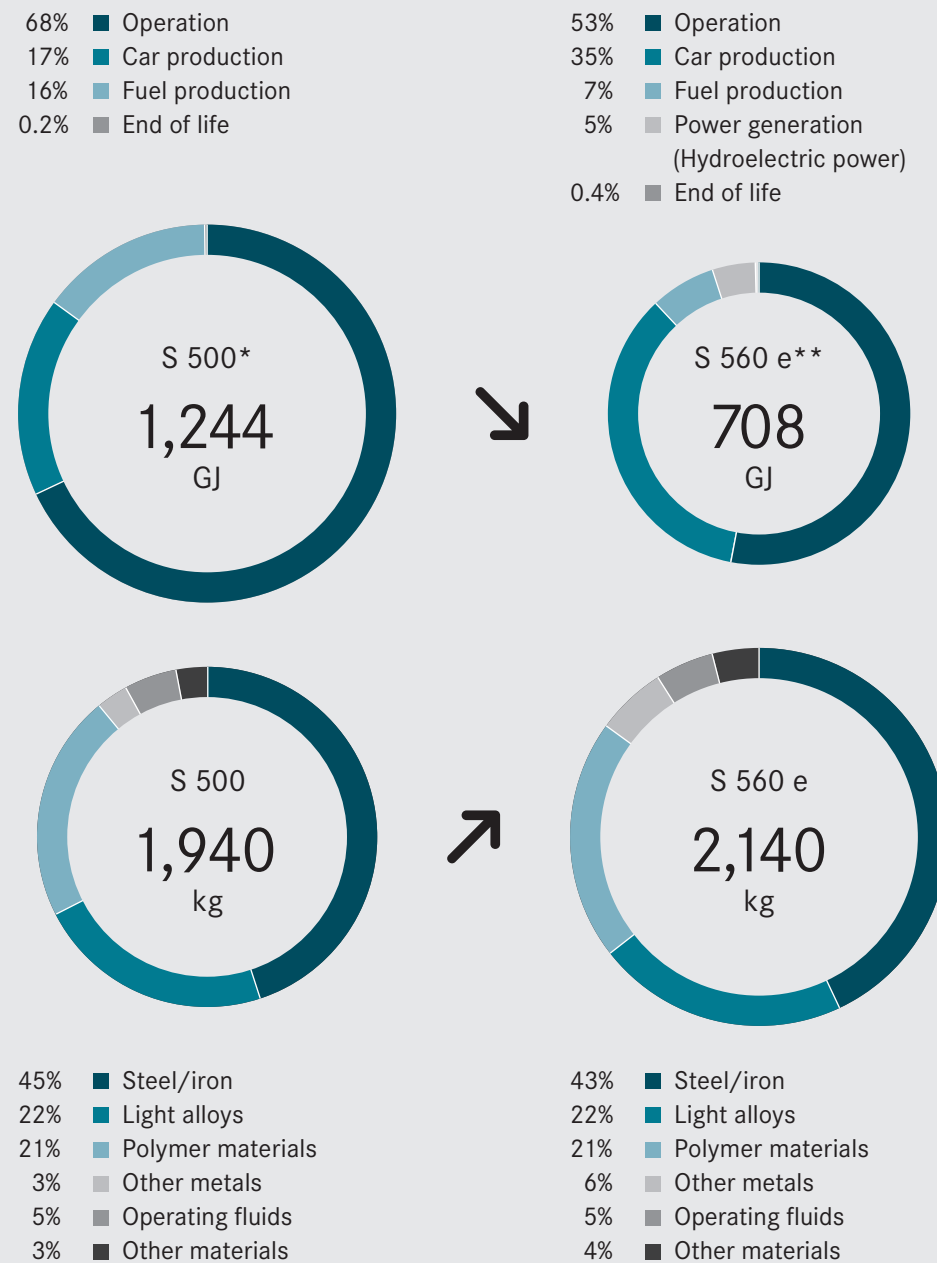 68% Operation
17% Car production
16% Fuel production
0.2% End of life
53% Operation
35% Car production
7% Fuel production
5% Power generation
(Hydroelectric power)
0.4% End of life
S 500*
1,244
GJ
S 560 e**
708
GJ
S 500
1,940
kg
S 560 e
2,140
kg
45% Steel/iron
22% Light alloys
21% Polymer materials
3% Other metals
5% Operating fluids
3% Other materials
43% Steel/iron
22% Light alloys
21% Polymer materials
6% Other metals
5% Operating fluids
4% Other materials